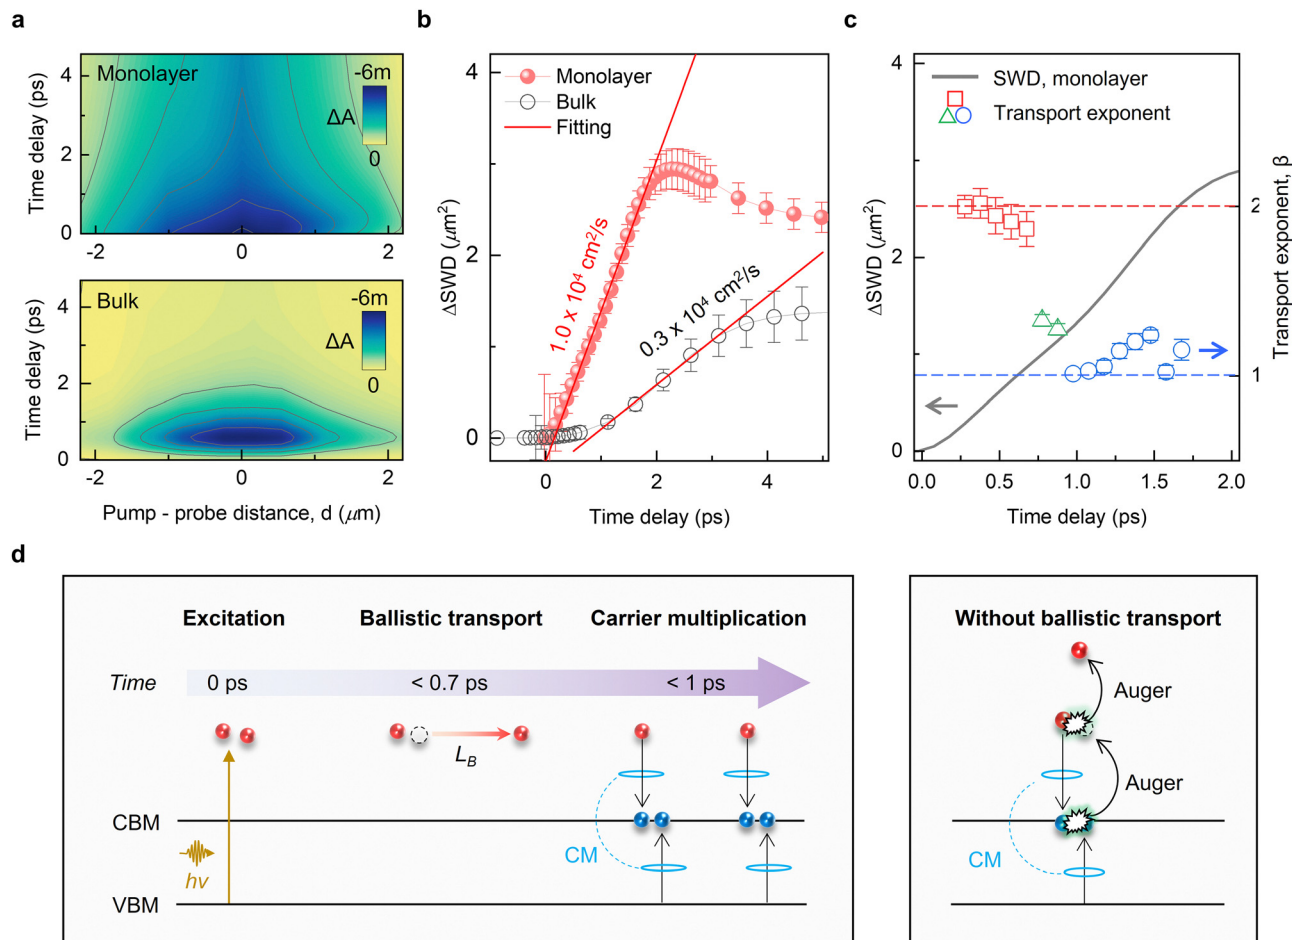 a
Monolayer
-6m
ΔA
0
Time delay (ps)
4
2
0
-2
0
2
Bulk
-6m
ΔA
0
Time delay (ps)
4
2
0
-2
0
2
Pump - probe distance, d (μm)
b
Monolayer
Bulk
Fitting
1.0 x 10⁴ cm²/s
0.3 x 10⁴ cm²/s
ΔSWD (μm²)
4
2
0
0
2
4
Time delay (ps)
c
SWD, monolayer
Transport exponent
ΔSWD (μm²)
4
2
0
Transport exponent, β
2
1
0.0
0.5
1.0
1.5
2.0
Time delay (ps)
d
Excitation
Ballistic transport
Carrier multiplication
Time
0 ps
< 0.7 ps
< 1 ps
L_B
CBM
CM
hν
VBM
Without ballistic transport
Auger
Auger
CM